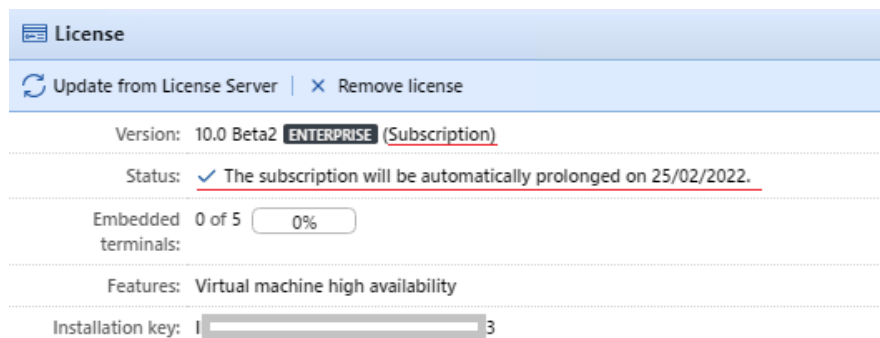 License
Update from License Server | Remove license
Version: 10.0 Beta2 ENTERPRISE (Subscription)
Status: The subscription will be automatically prolonged on 25/02/2022.
Embedded 0 of 5 0%
terminals:
Features: Virtual machine high availability
Installation key: I 3